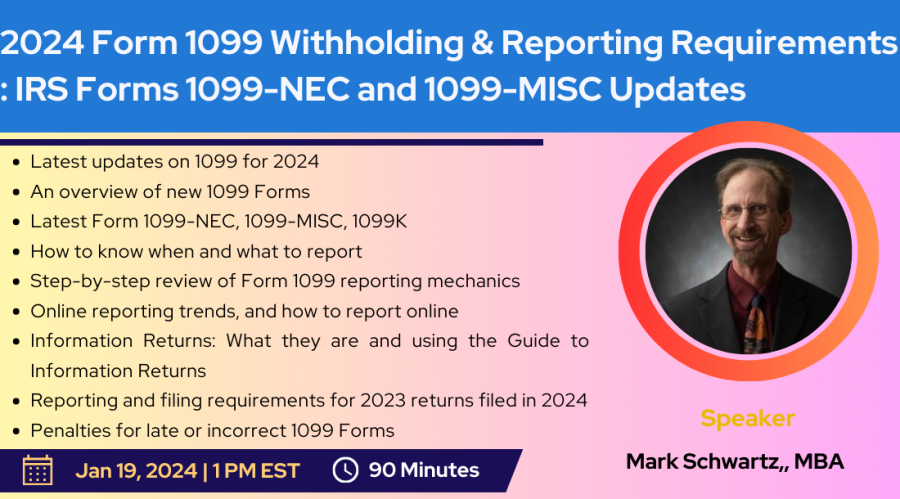 2024 Form 1099 Withholding & Reporting Requirements
: IRS Forms 1099-NEC and 1099-MISC Updates
• Latest updates on 1099 for 2024
• An overview of new 1099 Forms
• Latest Form 1099-NEC, 1099-MISC, 1099K
• How to know when and what to report
• Step-by-step review of Form 1099 reporting mechanics
• Online reporting trends, and how to report online
• Information Returns: What they are and using the Guide to
Information Returns
• Reporting and filing requirements for 2023 returns filed in 2024
• Penalties for late or incorrect 1099 Forms
Jan 19, 2024 | 1 PM EST
90 Minutes
Speaker
Mark Schwartz,, MBA